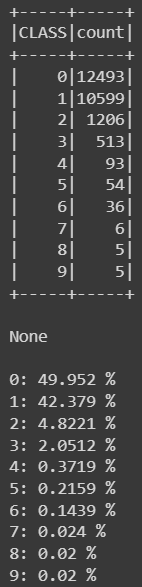 +-----+-----+
|CLASS|count|
+-----+-----+
|    0|12493|
|    1|10599|
|    2| 1206|
|    3|  513|
|    4|   93|
|    5|   54|
|    6|   36|
|    7|    6|
|    8|    5|
|    9|    5|
+-----+-----+
None
0: 49.952 %
1: 42.379 %
2: 4.8221 %
3: 2.0512 %
4: 0.3719 %
5: 0.2159 %
6: 0.1439 %
7: 0.024 %
8: 0.02 %
9: 0.02 %